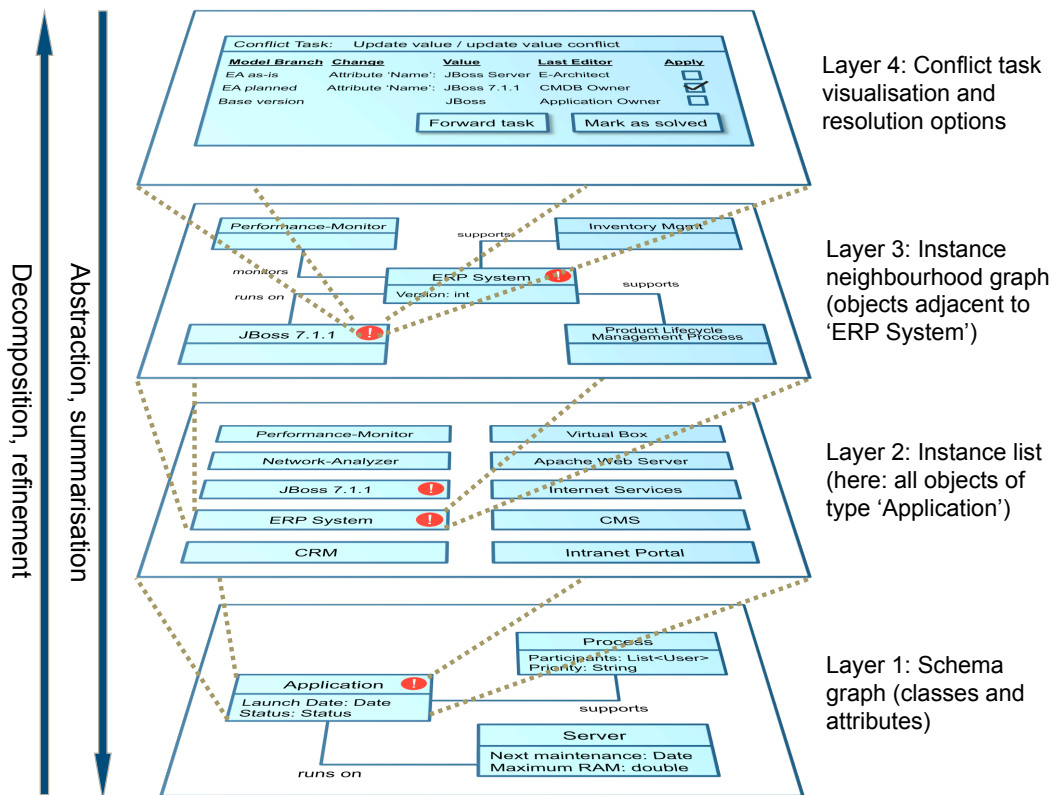 Conflict Task: Update value / update value conflict
Model Branch Change Value Last Editor Apply
EA as-is Attribute ‘Name’: JBoss Server E-Architect
EA planned Attribute ‘Name’: JBoss 7.1.1 CMDB Owner
Base version JBoss Application Owner
Forward task Mark as solved
Layer 4: Conflict task
visualisation and
resolution options
Performance-Monitor
supports
Inventory Mgmt
monitors
ERP System !
Version: int
runs on
supports
JBoss 7.1.1 !
Product Lifecycle
Management Process
Layer 3: Instance
neighbourhood graph
(objects adjacent to
‘ERP System’)
Decomposition, refinement
Abstraction, summarisation
Performance-Monitor Virtual Box
Network-Analyzer Apache Web Server
JBoss 7.1.1 ! Internet Services
ERP System ! CMS
CRM Intranet Portal
Layer 2: Instance list
(here: all objects of
type ‘Application’)
Process
Participants: List<User>
Priority: String
Application !
Launch Date: Date
Status: Status
supports
Server
Next maintenance: Date
Maximum RAM: double
runs on
Layer 1: Schema
graph (classes and
attributes)